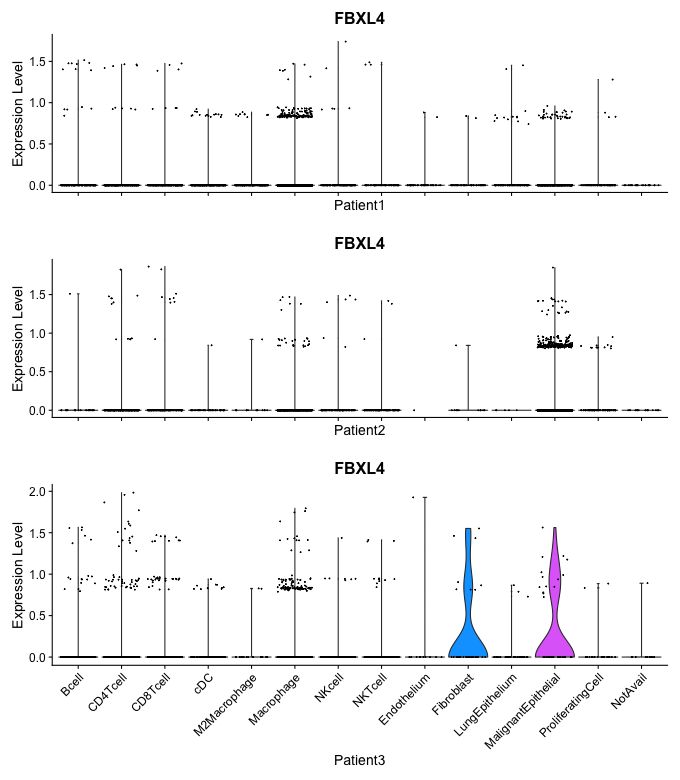 FBXL4
Expression Level
1.5
1.0
0.5
0.0
Patient1
FBXL4
Expression Level
1.5
1.0
0.5
0.0
Patient2
FBXL4
Expression Level
2.0
1.5
1.0
0.5
0.0
Bcell
CD4Tcell
CD8Tcell
cDC
M2Macrophage
Macrophage
NKcell
NKTcell
Endothelium
Fibroblast
LungEpithelium
MalignantEpithelial
ProliferatingCell
NotAvail
Patient3